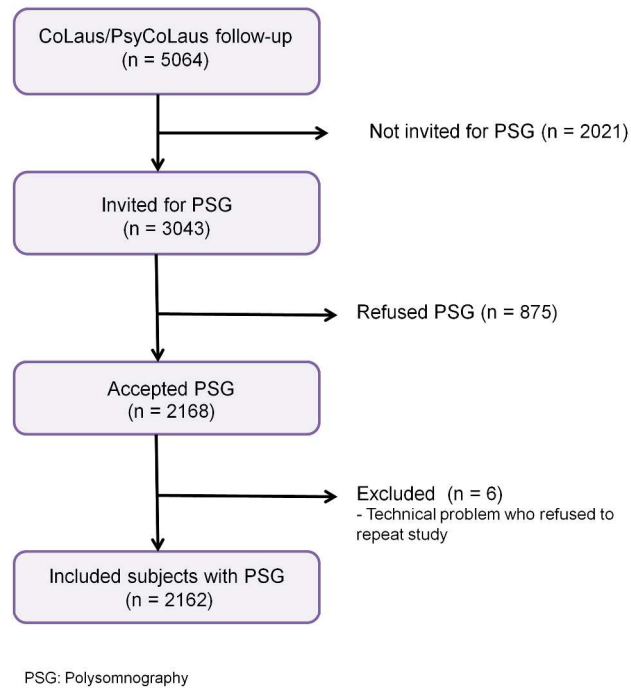 CoLaus/PsyCoLaus follow-up
(n = 5064)
Not invited for PSG (n = 2021)
Invited for PSG
(n = 3043)
Refused PSG (n = 875)
Accepted PSG
(n = 2168)
Excluded (n = 6)
- Technical problem who refused to
repeat study
Included subjects with PSG
(n = 2162)
PSG: Polysomnography